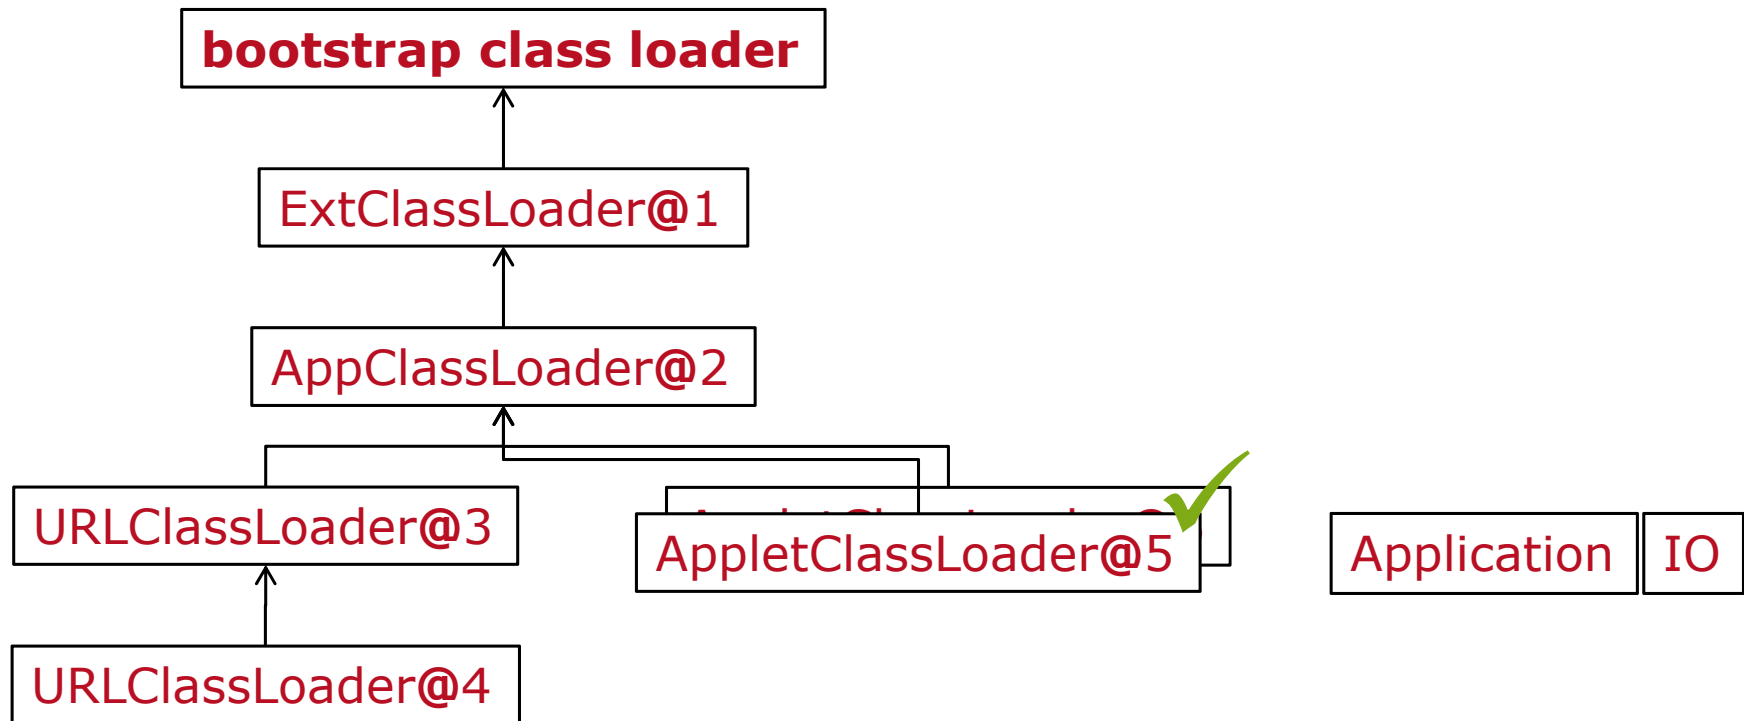 bootstrap class loader
ExtClassLoader@1
AppClassLoader@2
URLClassLoader@3
AppletClassLoader@5
Application
IO
URLClassLoader@4